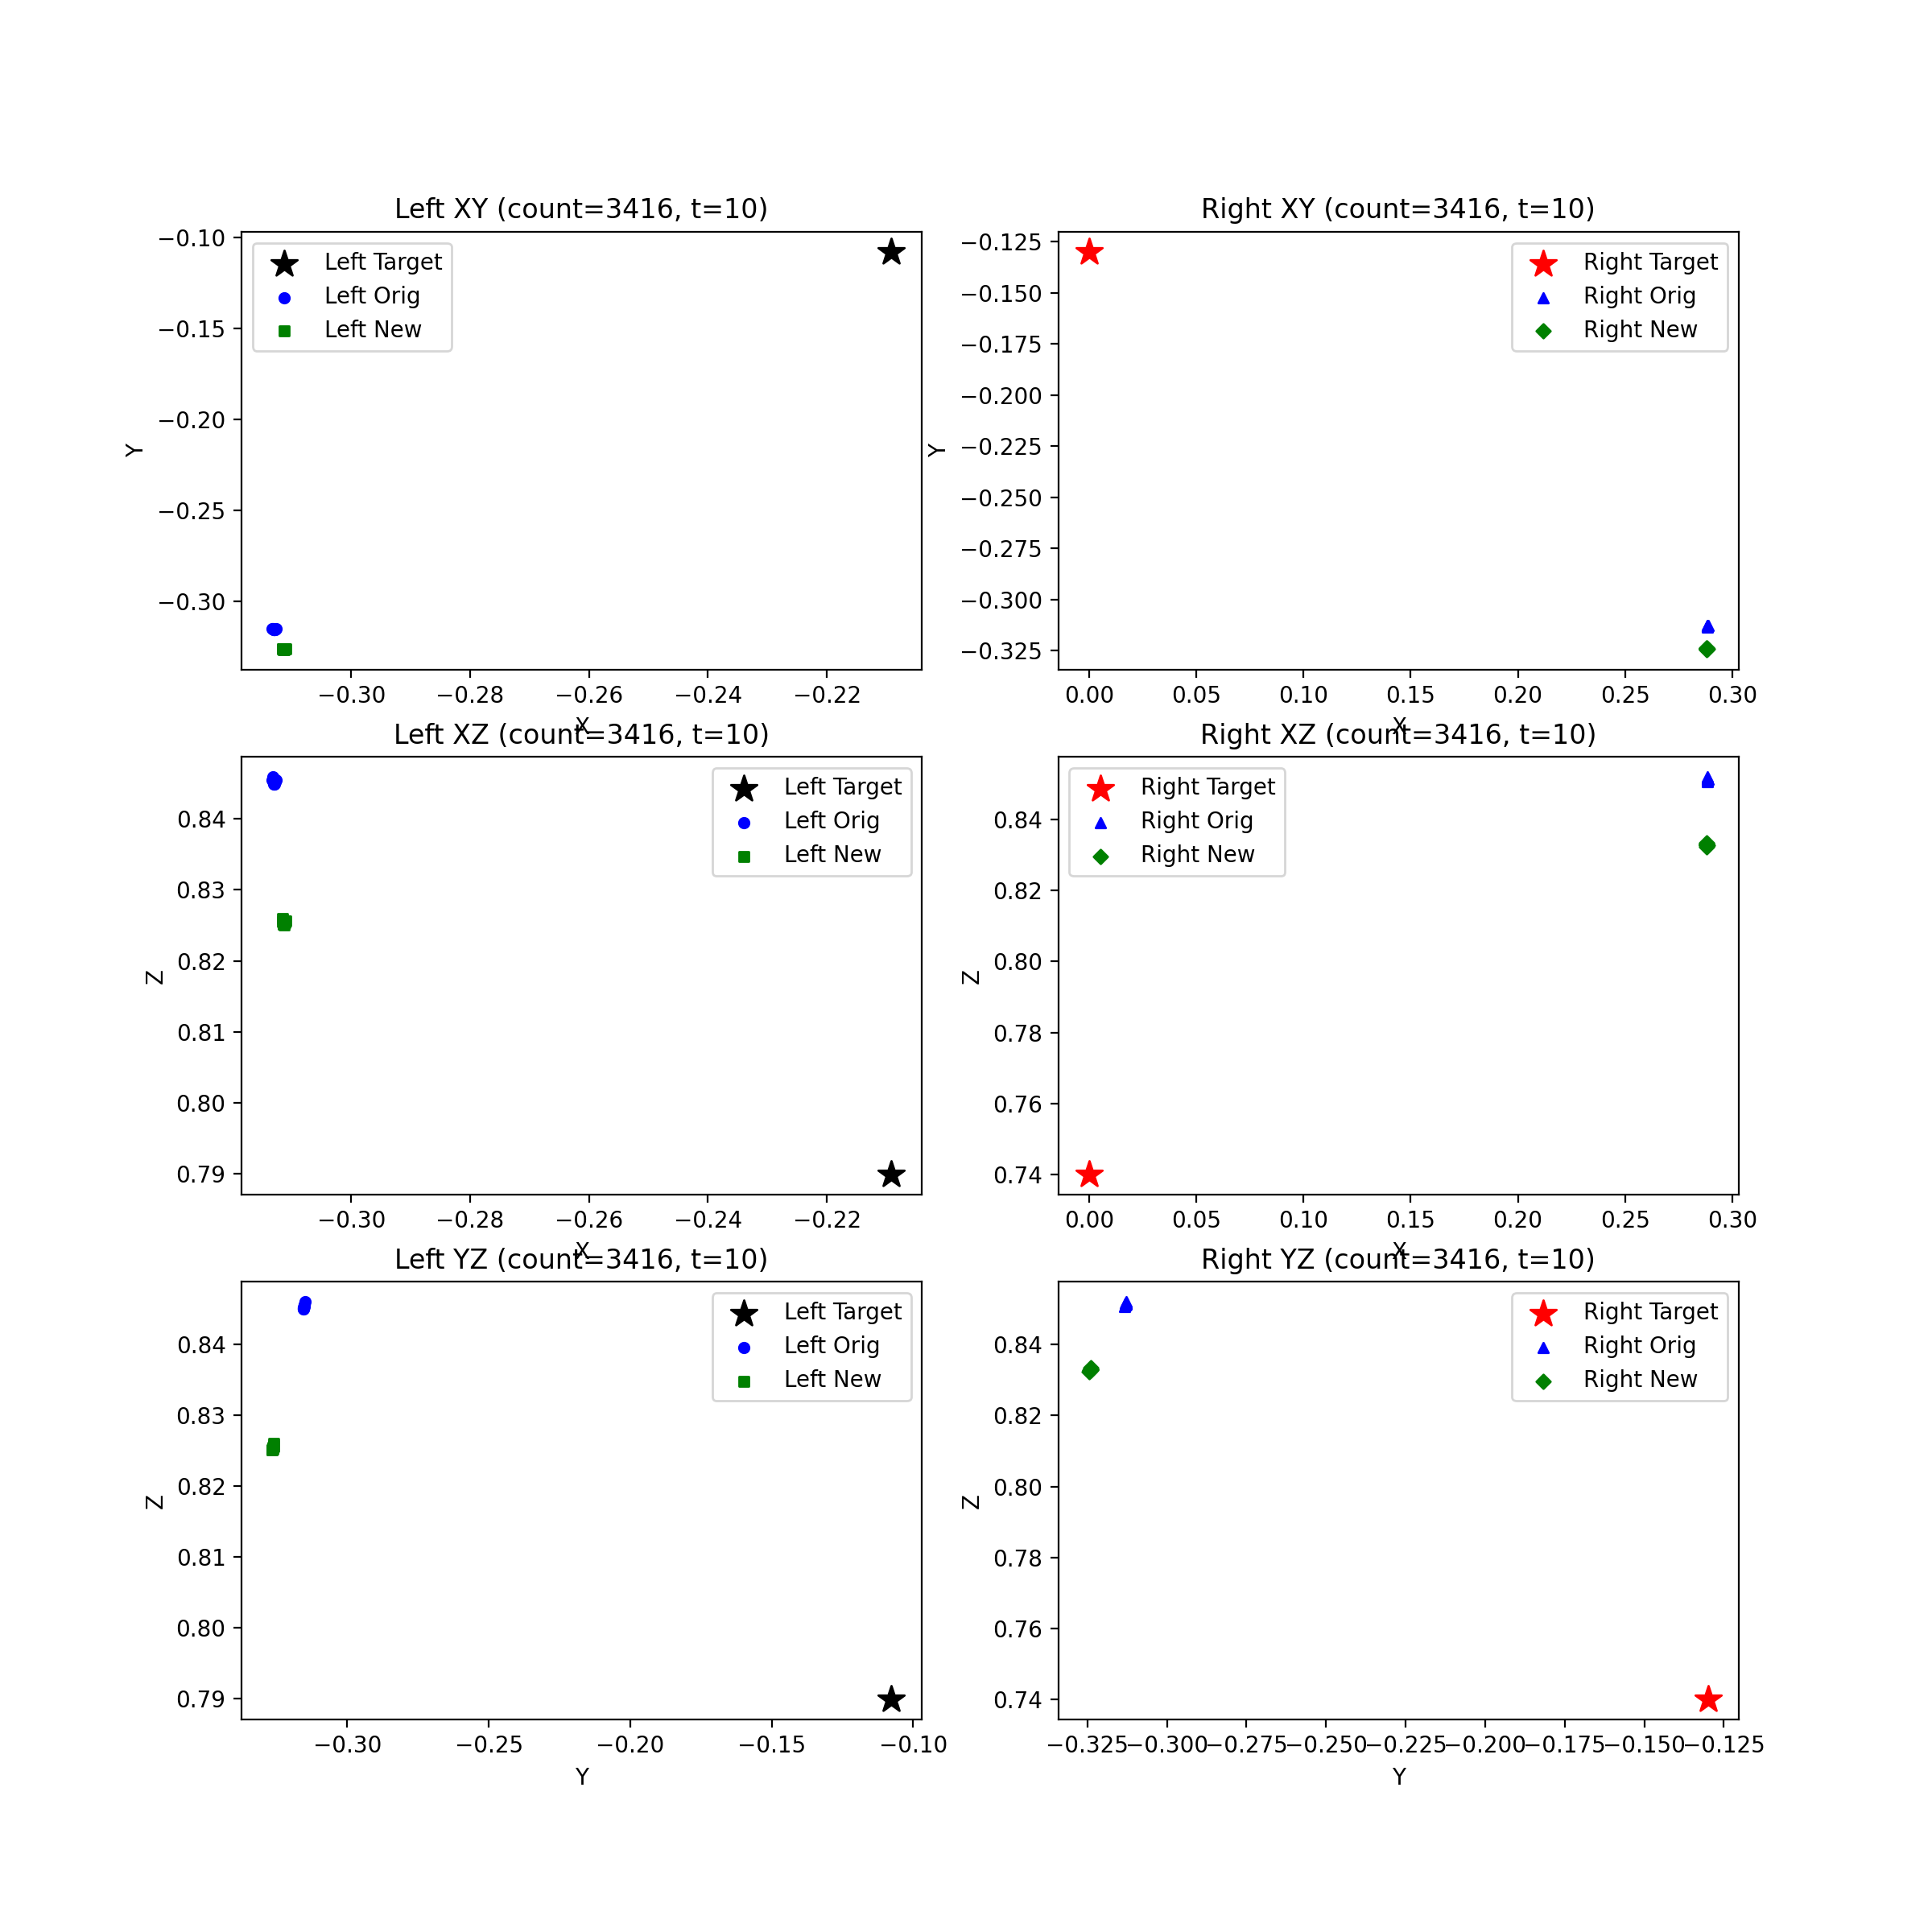 Left XY (count=3416, t=10)
−0.10
−0.15
−0.20
−0.25
−0.30
Y
Left Target
Left Orig
Left New
−0.30 −0.28 −0.26 −0.24 −0.22
X
Right XY (count=3416, t=10)
−0.125
−0.150
−0.175
−0.200
−0.225
−0.250
−0.275
−0.300
−0.325
Y
Right Target
Right Orig
Right New
0.00 0.05 0.10 0.15 0.20 0.25 0.30
X
Left XZ (count=3416, t=10)
0.84
0.83
0.82
0.81
0.80
0.79
Z
Left Target
Left Orig
Left New
−0.30 −0.28 −0.26 −0.24 −0.22
X
Right XZ (count=3416, t=10)
0.84
0.82
0.80
0.78
0.76
0.74
Z
Right Target
Right Orig
Right New
0.00 0.05 0.10 0.15 0.20 0.25 0.30
X
Left YZ (count=3416, t=10)
0.84
0.83
0.82
0.81
0.80
0.79
Z
Left Target
Left Orig
Left New
−0.30 −0.25 −0.20 −0.15 −0.10
Y
Right YZ (count=3416, t=10)
0.84
0.82
0.80
0.78
0.76
0.74
Z
Right Target
Right Orig
Right New
−0.325 −0.300 −0.275 −0.250 −0.225 −0.200 −0.175 −0.150 −0.125
Y